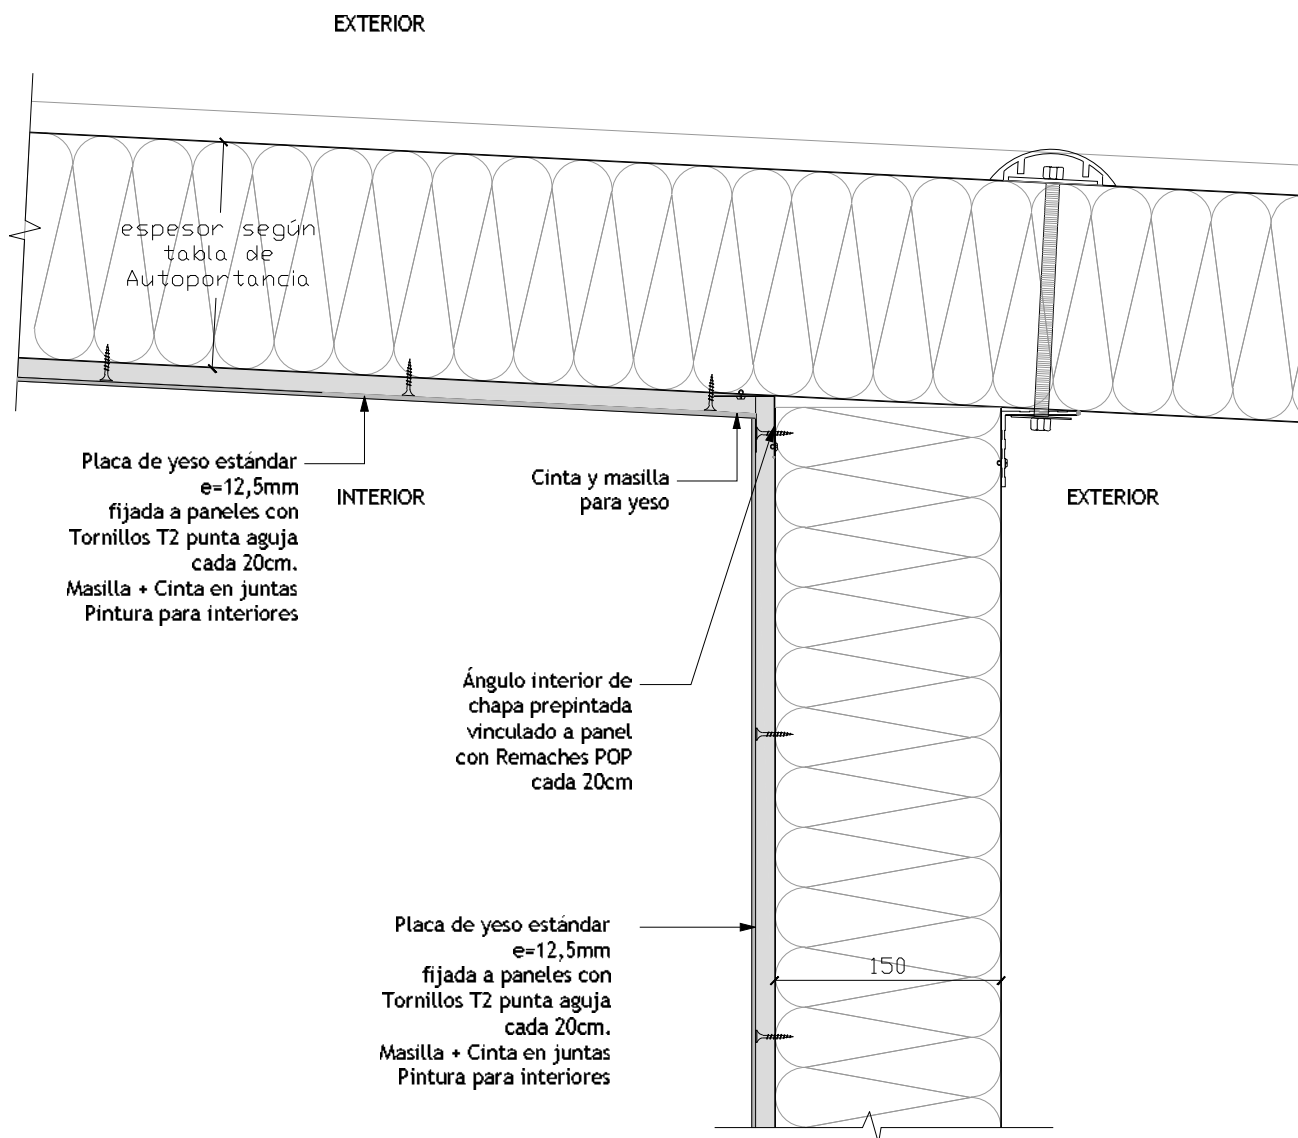 EXTERIOR
espesor según
tabla de
Autoportancia
Placa de yeso estándar
e=12,5mm
fijada a paneles con
Tornillos T2 punta aguja
cada 20cm.
Masilla + Cinta en juntas
Pintura para interiores
INTERIOR
Cinta y masilla
para yeso
EXTERIOR
Ángulo interior de
chapa prepintada
vinculado a panel
con Remaches POP
cada 20cm
Placa de yeso estándar
e=12,5mm
fijada a paneles con
Tornillos T2 punta aguja
cada 20cm.
Masilla + Cinta en juntas
Pintura para interiores
150